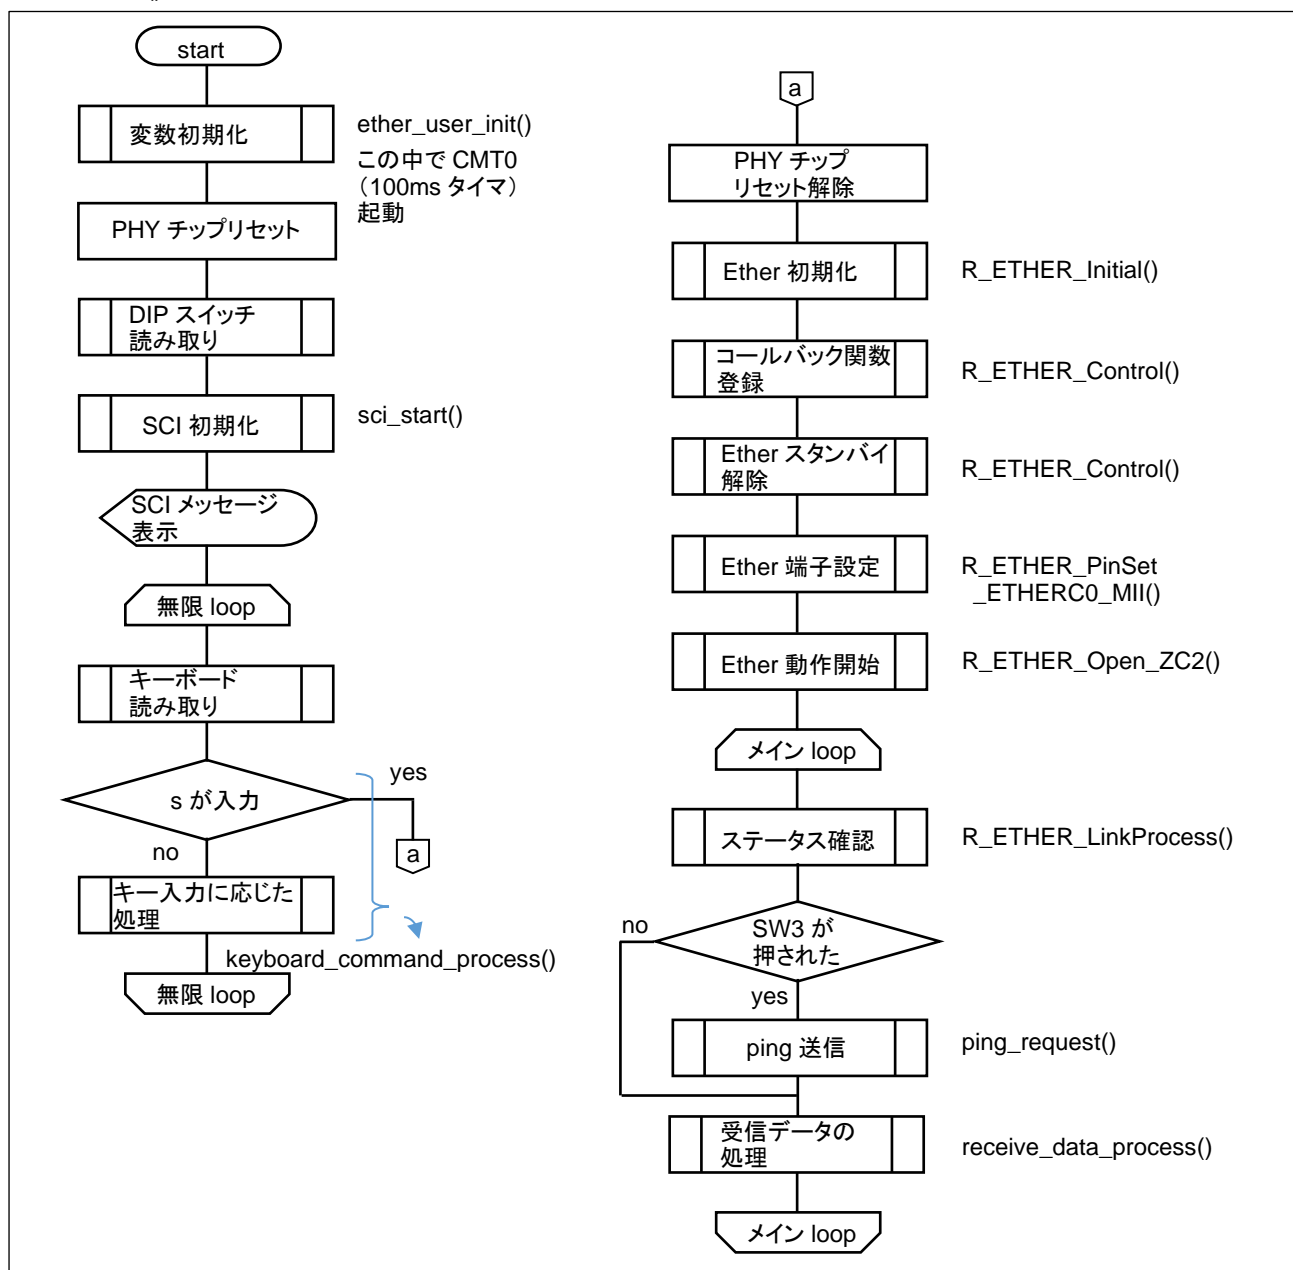 start
変数初期化
ether_user_init()
この中で CMT0
(100ms タイマ)
起動
PHY チップリセット
DIP スイッチ
読み取り
SCI 初期化
sci_start()
SCI メッセージ
表示
無限 loop
キーボード
読み取り
s が入力
yes
a
no
キー入力に応じた
処理
keyboard_command_process()
無限 loop
a
PHY チップ
リセット解除
Ether 初期化
R_ETHER_Initial()
コールバック関数
登録
R_ETHER_Control()
Ether スタンバイ
解除
R_ETHER_Control()
Ether 端子設定
R_ETHER_PinSet
_ETHERC0_MII()
Ether 動作開始
R_ETHER_Open_ZC2()
メイン loop
ステータス確認
R_ETHER_LinkProcess()
SW3 が
押された
no
yes
ping 送信
ping_request()
受信データの
処理
receive_data_process()
メイン loop